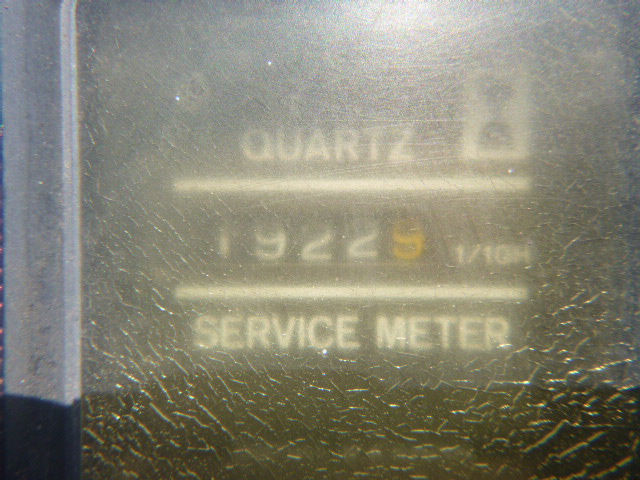 QUARTZ
19229 1/10H
SERVICE METER